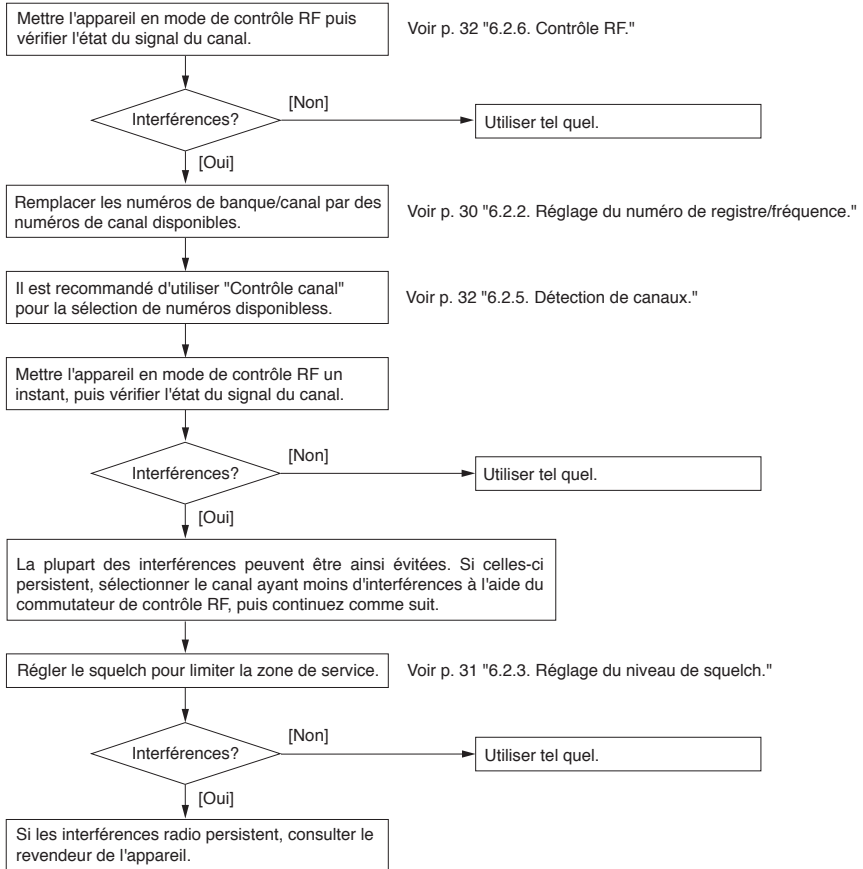 Mettre l'appareil en mode de contrôle RF puis
vérifier l'état du signal du canal.
Voir p. 32 "6.2.6. Contrôle RF."
Interférences?
[Non]
Utiliser tel quel.
[Oui]
Remplacer les numéros de banque/canal par des
numéros de canal disponibles.
Voir p. 30 "6.2.2. Réglage du numéro de registre/fréquence."
Il est recommandé d'utiliser "Contrôle canal"
pour la sélection de numéros disponibless.
Voir p. 32 "6.2.5. Détection de canaux."
Mettre l'appareil en mode de contrôle RF un
instant, puis vérifier l'état du signal du canal.
Interférences?
[Non]
Utiliser tel quel.
[Oui]
La plupart des interférences peuvent être ainsi évitées. Si celles-ci
persistent, sélectionner le canal ayant moins d'interférences à l'aide du
commutateur de contrôle RF, puis continuez comme suit.
Régler le squelch pour limiter la zone de service.
Voir p. 31 "6.2.3. Réglage du niveau de squelch."
Interférences?
[Non]
Utiliser tel quel.
[Oui]
Si les interférences radio persistent, consulter le
revendeur de l'appareil.